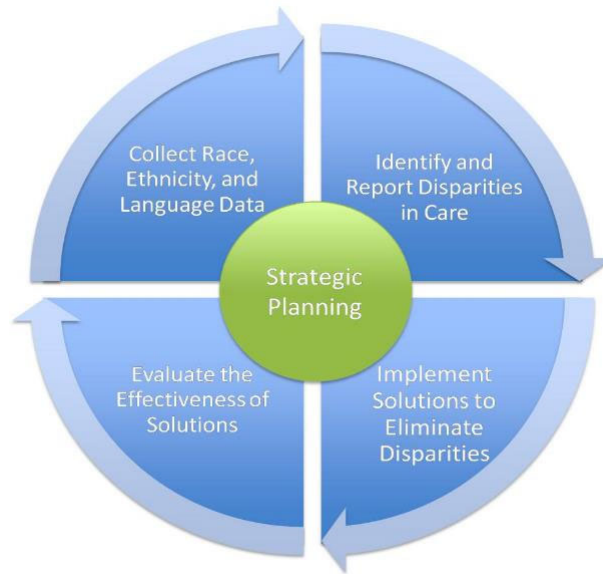 Collect Race,
Ethnicity, and
Language Data
Identify and
Report Disparities
in Care
Strategic
Planning
Evaluate the
Effectiveness of
Solutions
Implement
Solutions to
Eliminate
Disparities